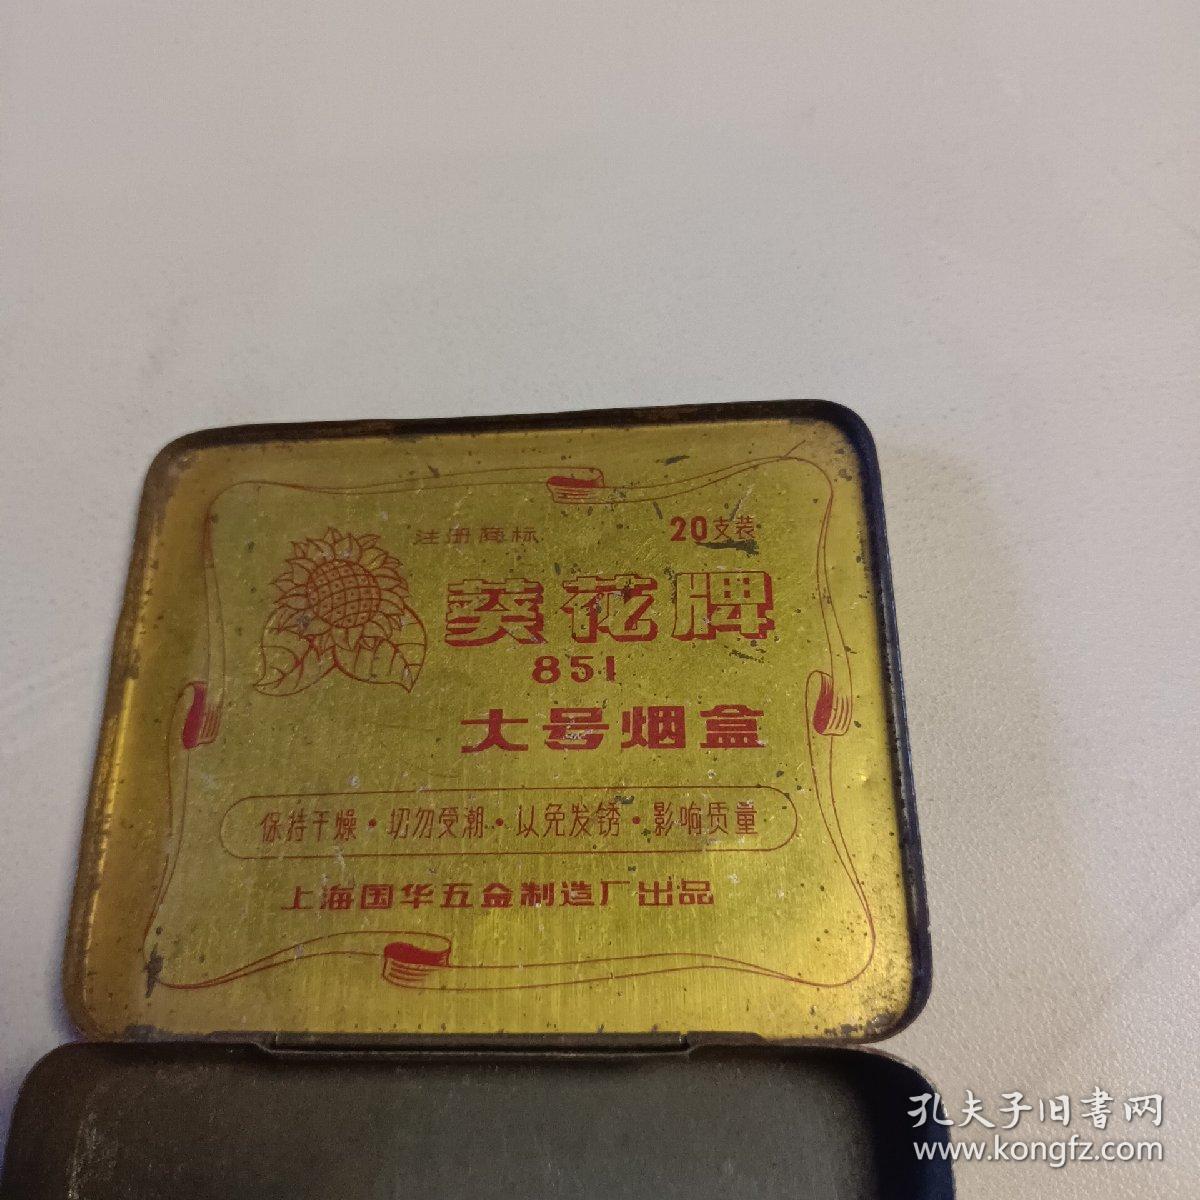 注册商标
20支装
葵花牌
851
大号烟盒
保持干燥·切勿受潮·以免发锈·影响质量
上海国华五金制造厂出品
孔夫子旧書网
www.kongfz.com